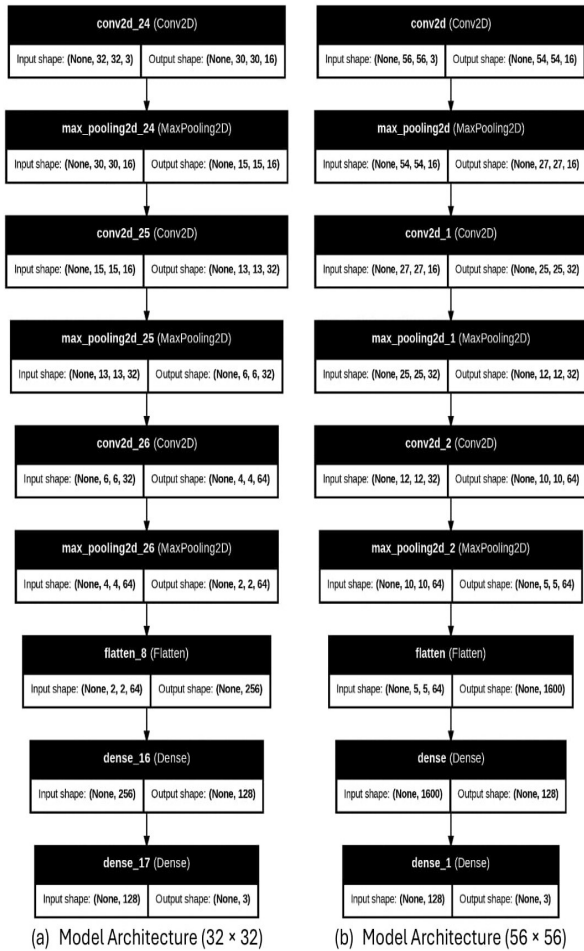 conv2d_24 (Conv2D)
Input shape: (None, 32, 32, 3) Output shape: (None, 30, 30, 16)
max_pooling2d_24 (MaxPooling2D)
Input shape: (None, 30, 30, 16) Output shape: (None, 15, 15, 16)
conv2d_25 (Conv2D)
Input shape: (None, 15, 15, 16) Output shape: (None, 13, 13, 32)
max_pooling2d_25 (MaxPooling2D)
Input shape: (None, 13, 13, 32) Output shape: (None, 6, 6, 32)
conv2d_26 (Conv2D)
Input shape: (None, 6, 6, 32) Output shape: (None, 4, 4, 64)
max_pooling2d_26 (MaxPooling2D)
Input shape: (None, 4, 4, 64) Output shape: (None, 2, 2, 64)
flatten_8 (Flatten)
Input shape: (None, 2, 2, 64) Output shape: (None, 256)
dense_16 (Dense)
Input shape: (None, 256) Output shape: (None, 128)
dense_17 (Dense)
Input shape: (None, 128) Output shape: (None, 3)
(a) Model Architecture (32 × 32)
conv2d (Conv2D)
Input shape: (None, 56, 56, 3) Output shape: (None, 54, 54, 16)
max_pooling2d (MaxPooling2D)
Input shape: (None, 54, 54, 16) Output shape: (None, 27, 27, 16)
conv2d_1 (Conv2D)
Input shape: (None, 27, 27, 16) Output shape: (None, 25, 25, 32)
max_pooling2d_1 (MaxPooling2D)
Input shape: (None, 25, 25, 32) Output shape: (None, 12, 12, 32)
conv2d_2 (Conv2D)
Input shape: (None, 12, 12, 32) Output shape: (None, 10, 10, 64)
max_pooling2d_2 (MaxPooling2D)
Input shape: (None, 10, 10, 64) Output shape: (None, 5, 5, 64)
flatten (Flatten)
Input shape: (None, 5, 5, 64) Output shape: (None, 1600)
dense (Dense)
Input shape: (None, 1600) Output shape: (None, 128)
dense_1 (Dense)
Input shape: (None, 128) Output shape: (None, 3)
(b) Model Architecture (56 × 56)